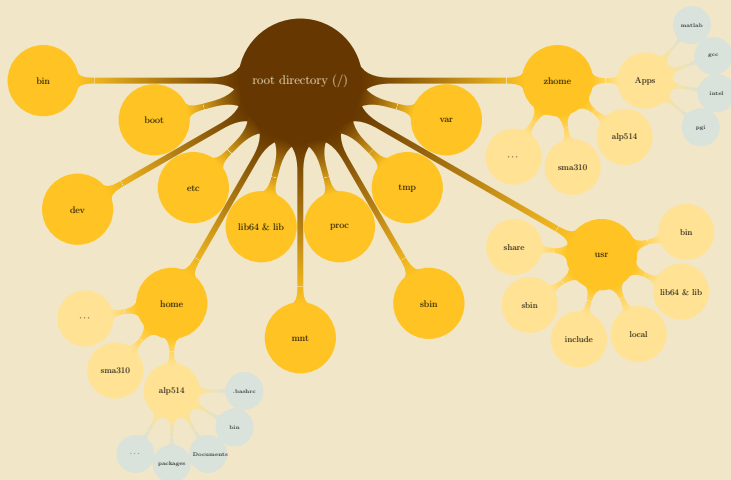 matlab
gcc
root directory (/)
bin
zhome
Apps
intel
boot
var
pgi
alp514
...
sma310
etc
tmp
dev
lib64 & lib
proc
share
bin
usr
lib64 & lib
home
sbin
sbin
...
mnt
include
local
sma310
alp514
.bashrc
bin
...
Documents
packages